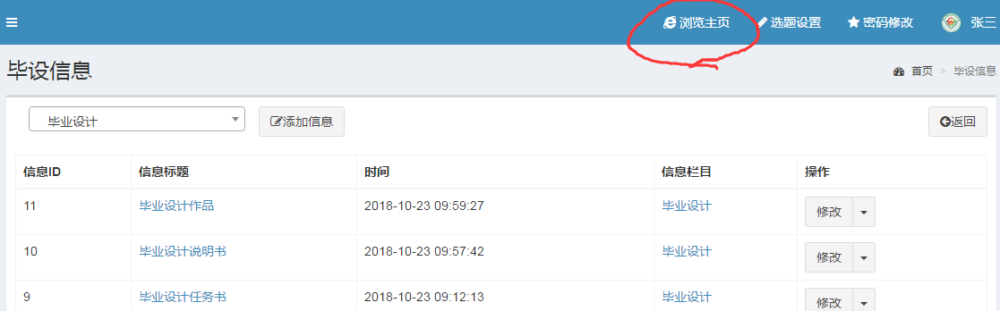 浏览主页 选题设置 密码修改 张三
毕设信息
首页 > 毕设信息
毕业设计 添加信息 返回
信息ID 信息标题 时间 信息栏目 操作
11 毕业设计作品 2018-10-23 09:59:27 毕业设计 修改
10 毕业设计说明书 2018-10-23 09:57:42 毕业设计 修改
9 毕业设计任务书 2018-10-23 09:12:13 毕业设计 修改